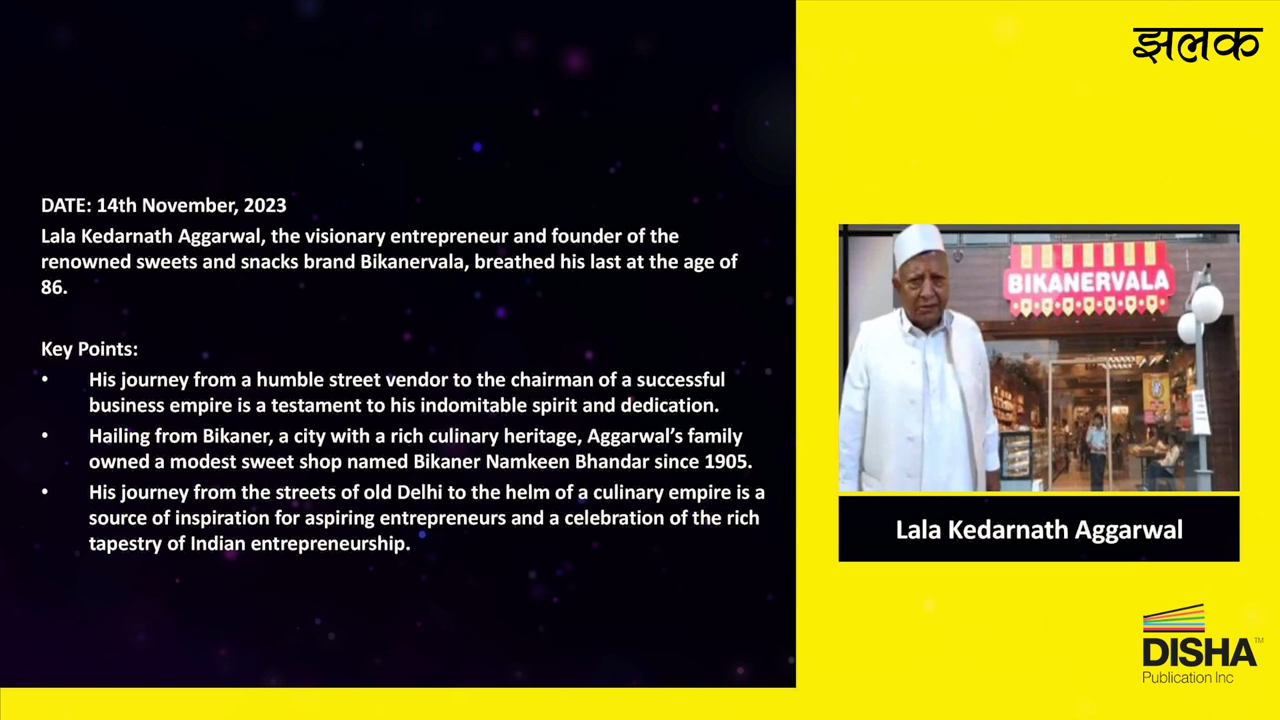 झलक
DATE: 14th November, 2023
Lala Kedarnath Aggarwal, the visionary entrepreneur and founder of the
renowned sweets and snacks brand Bikanervala, breathed his last at the age of
86.
Key Points:
• His journey from a humble street vendor to the chairman of a successful
business empire is a testament to his indomitable spirit and dedication.
• Hailing from Bikaner, a city with a rich culinary heritage, Aggarwal’s family
owned a modest sweet shop named Bikaner Namkeen Bhandar since 1905.
• His journey from the streets of old Delhi to the helm of a culinary empire is a
source of inspiration for aspiring entrepreneurs and a celebration of the rich
tapestry of Indian entrepreneurship.
BIKANERVALA
Lala Kedarnath Aggarwal
DISHA™
Publication Inc